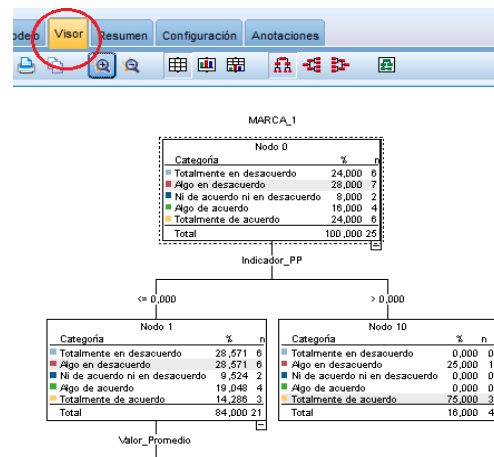 odelo Visor Resumen Configuración Anotaciones
MARCA_1
Nodo 0
Categoría % n
Totalmente en desacuerdo 24,000 6
Algo en desacuerdo 28,000 7
Ni de acuerdo ni en desacuerdo 8,000 2
Algo de acuerdo 16,000 4
Totalmente de acuerdo 24,000 6
Total 100,000 25
Indicador_PP
<= 0,000 > 0,000
Nodo 1
Categoría % n
Totalmente en desacuerdo 28,571 6
Algo en desacuerdo 28,571 6
Ni de acuerdo ni en desacuerdo 9,524 2
Algo de acuerdo 19,048 4
Totalmente de acuerdo 14,286 3
Total 84,000 21
Nodo 10
Categoría % n
Totalmente en desacuerdo 0,000 0
Algo en desacuerdo 25,000 1
Ni de acuerdo ni en desacuerdo 0,000 0
Algo de acuerdo 0,000 0
Totalmente de acuerdo 75,000 3
Total 16,000 4
Valor_Promedio